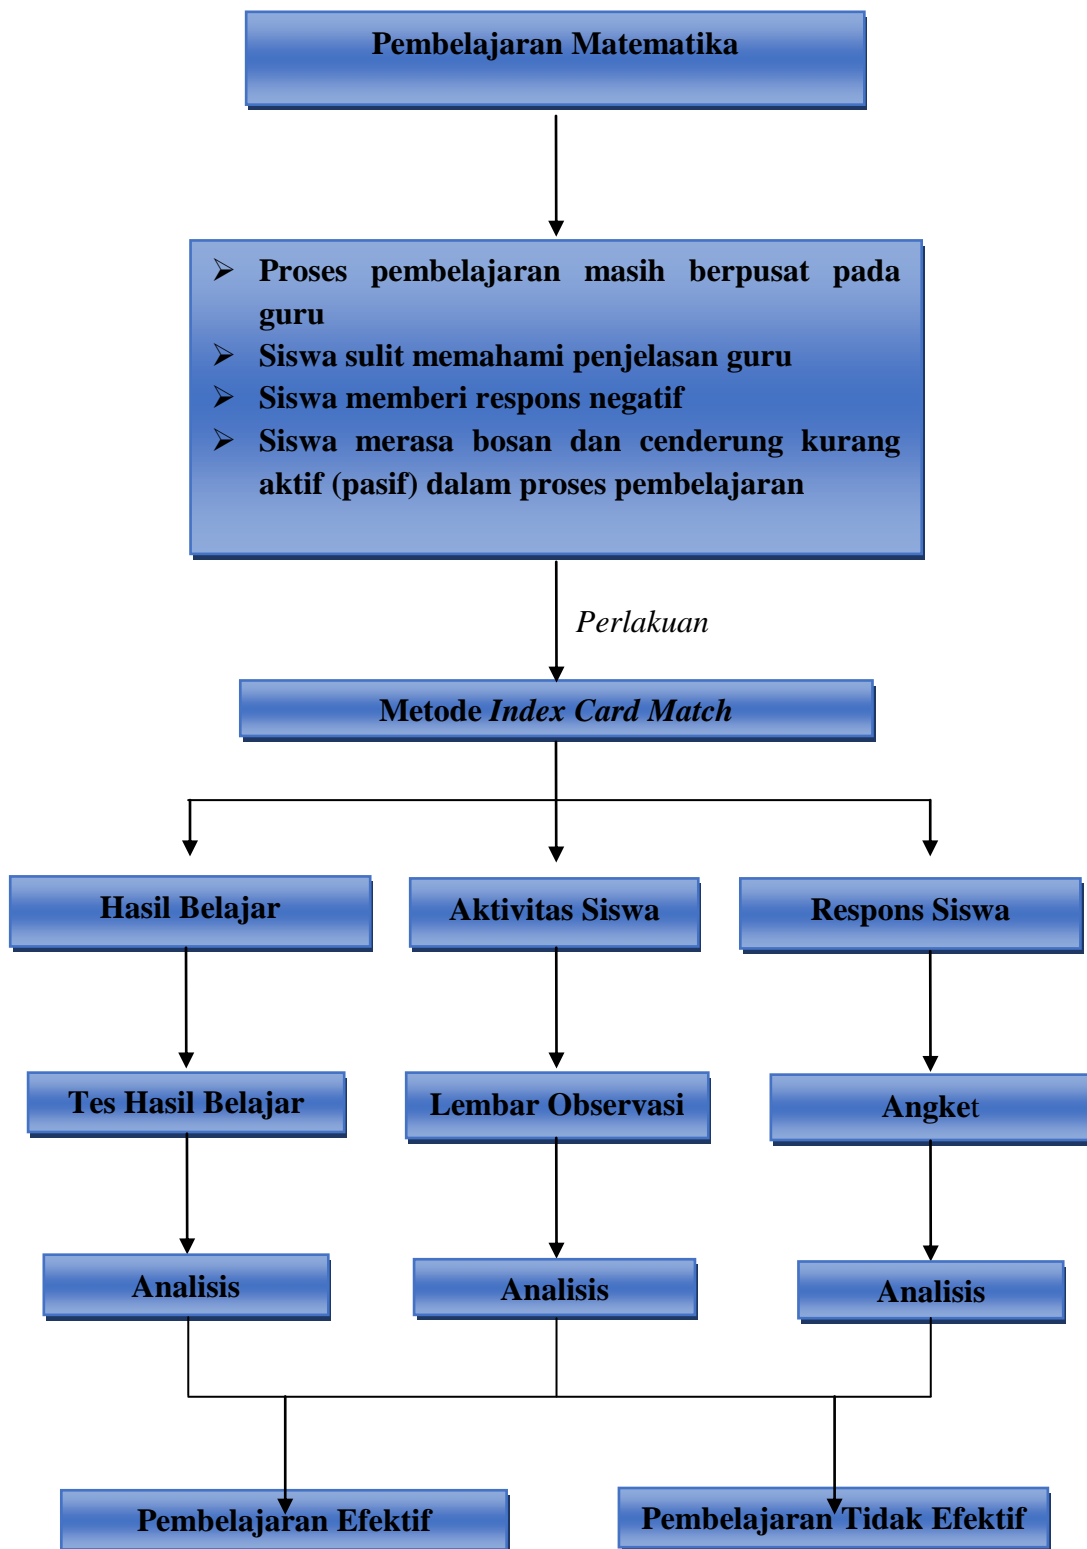 Pembelajaran Matematika
➢ Proses pembelajaran masih berpusat pada
guru
➢ Siswa sulit memahami penjelasan guru
➢ Siswa memberi respons negatif
➢ Siswa merasa bosan dan cenderung kurang
aktif (pasif) dalam proses pembelajaran
Perlakuan
Metode Index Card Match
Hasil Belajar
Aktivitas Siswa
Respons Siswa
Tes Hasil Belajar
Lembar Observasi
Angket
Analisis
Analisis
Analisis
Pembelajaran Efektif
Pembelajaran Tidak Efektif